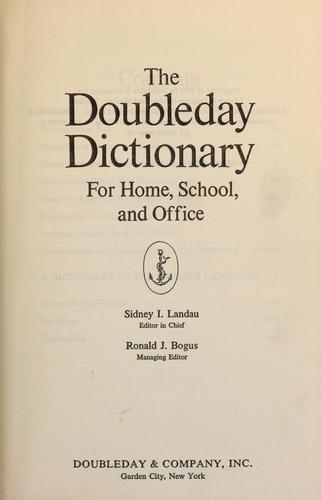 The
Doubleday
Dictionary
For Home, School,
and Office
Sidney I. Landau
Editor in Chief
Ronald J. Bogus
Managing Editor
DOUBLEDAY & COMPANY, INC.
Garden City, New York